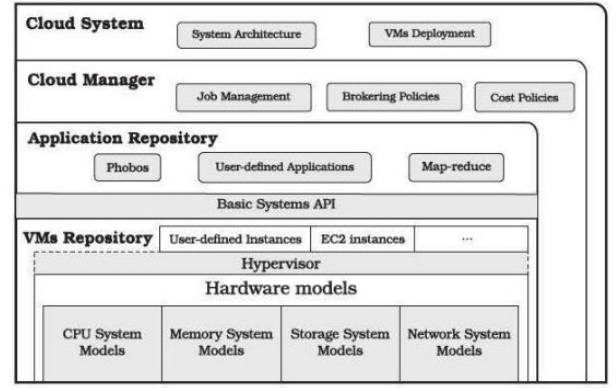 Cloud System
System Architecture
VMs Deployment
Cloud Manager
Job Management
Brokering Policies
Cost Policies
Application Repository
Phobos
User-defined Applications
Map-reduce
Basic Systems API
VMs Repository
User-defined Instances
EC2 instances
...
Hypervisor
Hardware models
CPU System
Models
Memory System
Models
Storage System
Models
Network System
Models